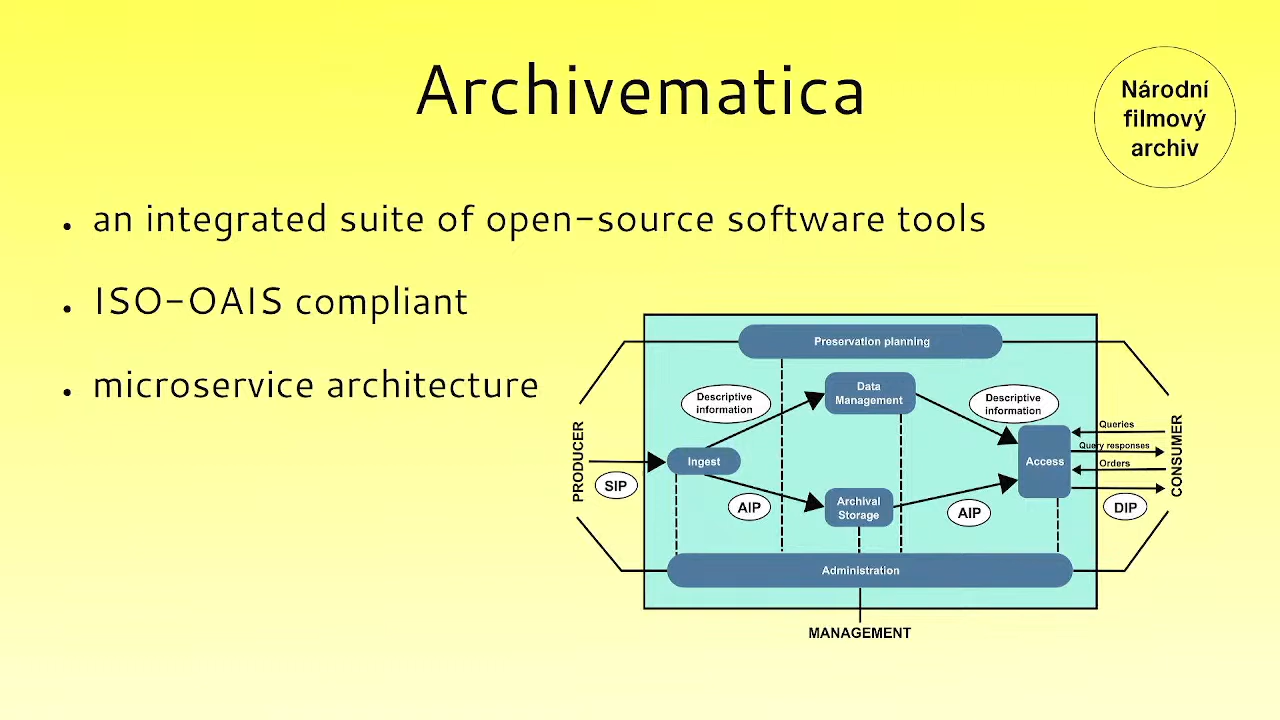 Archivematica
Národní
filmový
archiv
• an integrated suite of open-source software tools
• ISO-OAIS compliant
• microservice architecture
Preservation planning
Descriptive
information
Data
Management
Descriptive
information
PRODUCER
SIP
Ingest
Access
Queries
Query responses
Orders
CONSUMER
AIP
Archival
Storage
AIP
DIP
Administration
MANAGEMENT